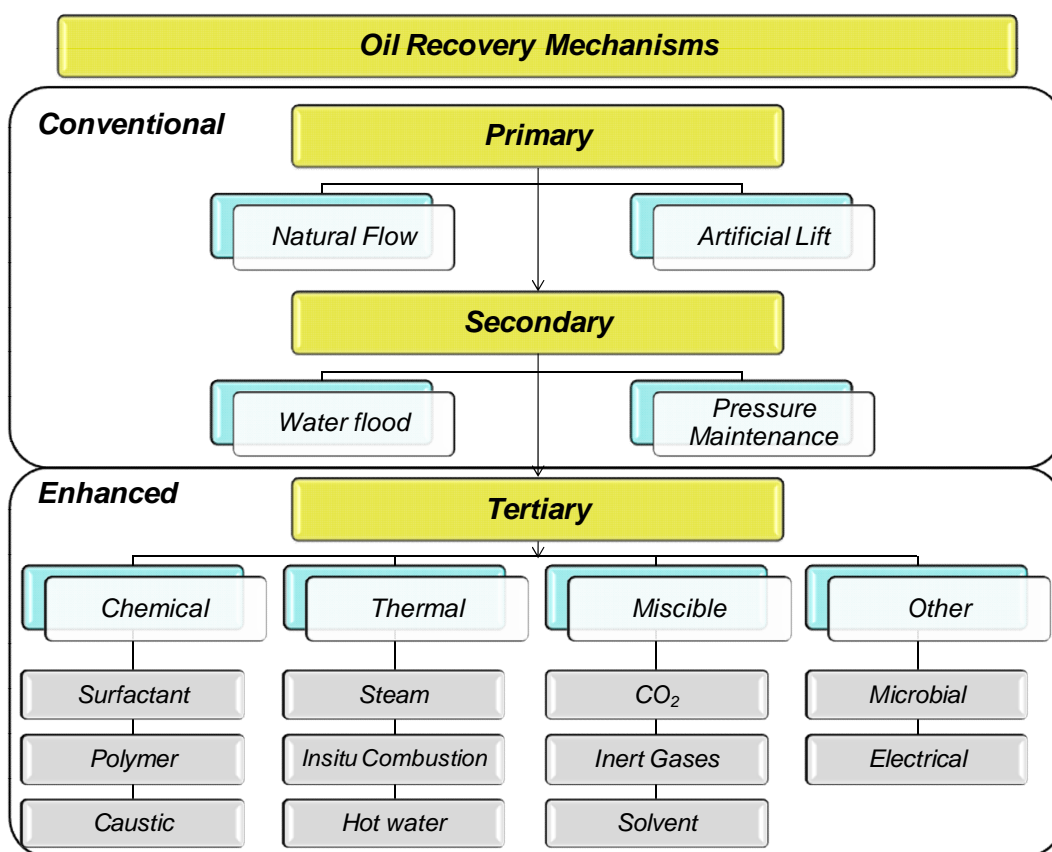 Oil Recovery Mechanisms
Conventional
Primary
Natural Flow
Artificial Lift
Secondary
Water flood
Pressure
Maintenance
Enhanced
Tertiary
Chemical
Thermal
Miscible
Other
Surfactant
Steam
CO₂
Microbial
Polymer
Insitu Combustion
Inert Gases
Electrical
Caustic
Hot water
Solvent